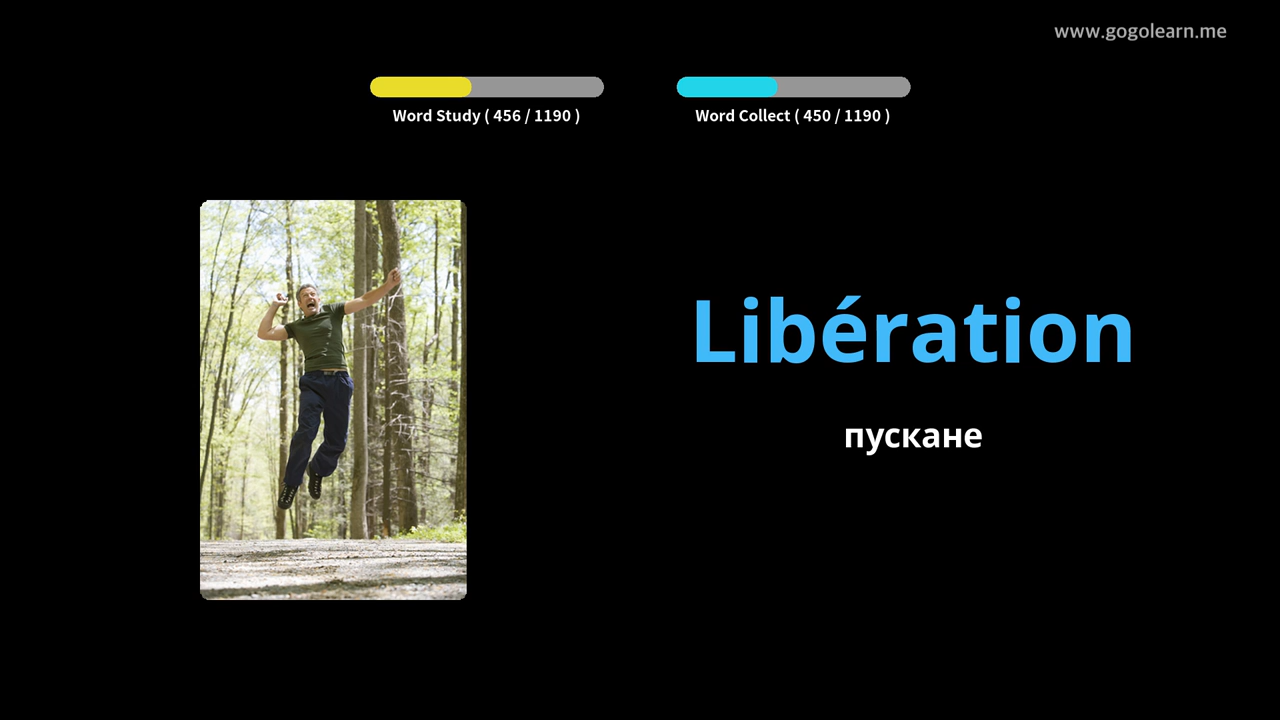 www.gogolearn.me
Word Study ( 456 / 1190 )
Word Collect ( 450 / 1190 )
Libération
пускане